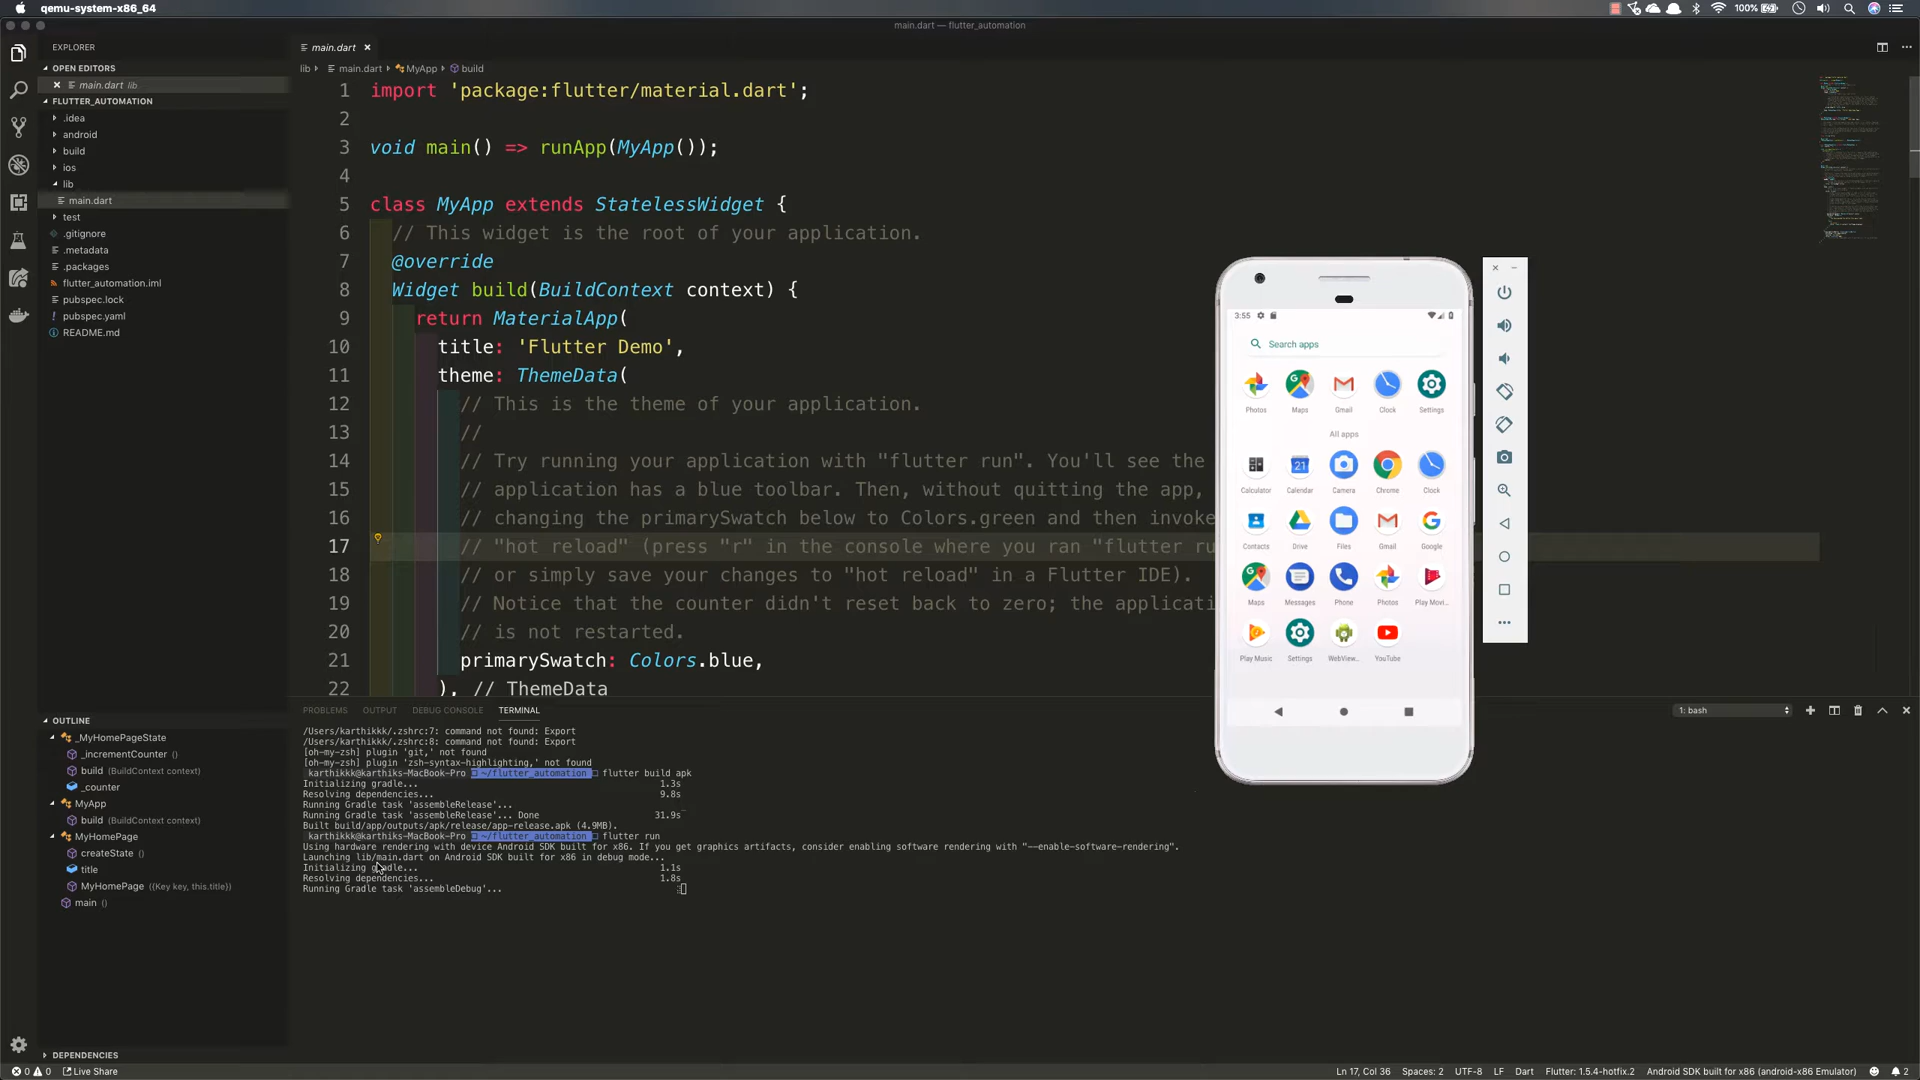 qemu-system-x86_64
100%
main.dart — flutter_automation
EXPLORER
OPEN EDITORS
main.dart lib
FLUTTER_AUTOMATION
.idea
android
build
ios
lib
main.dart
test
.gitignore
.metadata
.packages
flutter_automation.iml
pubspec.lock
pubspec.yaml
README.md
OUTLINE
_MyHomePageState
_incrementCounter ()
build (BuildContext context)
_counter
MyApp
build (BuildContext context)
MyHomePage
createState ()
title
MyHomePage ({Key key, this.title})
main ()
DEPENDENCIES
main.dart
lib main.dart MyApp build
1 import 'package:flutter/material.dart';
2
3 void main() => runApp(MyApp());
4
5 class MyApp extends StatelessWidget {
6 // This widget is the root of your application.
7 @override
8 Widget build(BuildContext context) {
9 return MaterialApp(
10 title: 'Flutter Demo',
11 theme: ThemeData(
12 // This is the theme of your application.
13 //
14 // Try running your application with "flutter run". You'll see the
15 // application has a blue toolbar. Then, without quitting the app,
16 // changing the primarySwatch below to Colors.green and then invoke
17 // "hot reload" (press "r" in the console where you ran "flutter ru
18 // or simply save your changes to "hot reload" in a Flutter IDE).
19 // Notice that the counter didn't reset back to zero; the applicati
20 // is not restarted.
21 primarySwatch: Colors.blue,
22 ), // ThemeData
3:55
Search apps
Photos Maps Gmail Clock Settings
All apps
Calculator Calendar Camera Chrome Clock
21
Contacts Drive Files Gmail Google
Maps Messages Phone Photos Play Movi..
Play Music Settings WebView.. YouTube
PROBLEMS OUTPUT DEBUG CONSOLE TERMINAL
1: bash
/Users/karthikkk/.zshrc:7: command not found: Export
/Users/karthikkk/.zshrc:8: command not found: Export
[oh-my-zsh] plugin 'git,' not found
[oh-my-zsh] plugin 'zsh-syntax-highlighting,' not found
karthikkk@karthiks-MacBook-Pro ~/flutter_automation flutter build apk
Initializing gradle... 1.3s
Resolving dependencies... 9.8s
Running Gradle task 'assembleRelease'...
Running Gradle task 'assembleRelease'... Done 31.9s
Built build/app/outputs/apk/release/app-release.apk (4.9MB).
karthikkk@karthiks-MacBook-Pro ~/flutter_automation flutter run
Using hardware rendering with device Android SDK built for x86. If you get graphics artifacts, consider enabling software rendering with "--enable-software-rendering".
Launching lib/main.dart on Android SDK built for x86 in debug mode...
Initializing gradle... 1.1s
Resolving dependencies... 1.8s
Running Gradle task 'assembleDebug'...
0 0 Live Share
Ln 17, Col 36 Spaces: 2 UTF-8 LF Dart Flutter: 1.5.4-hotfix.2 Android SDK built for x86 (android-x86 Emulator) 2